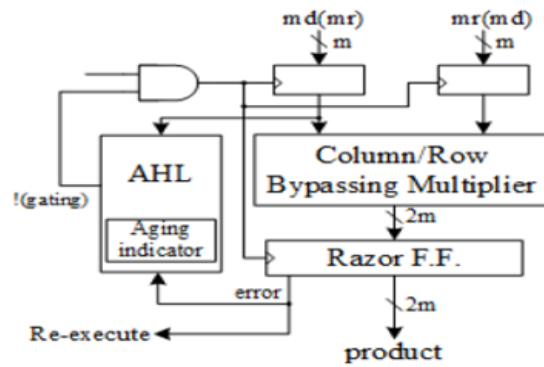 md(mr)
m
mr(md)
m
AHL
Aging
indicator
!(gating)
Column/Row
Bypassing Multiplier
2m
Razor F.F.
error
2m
Re-execute
product